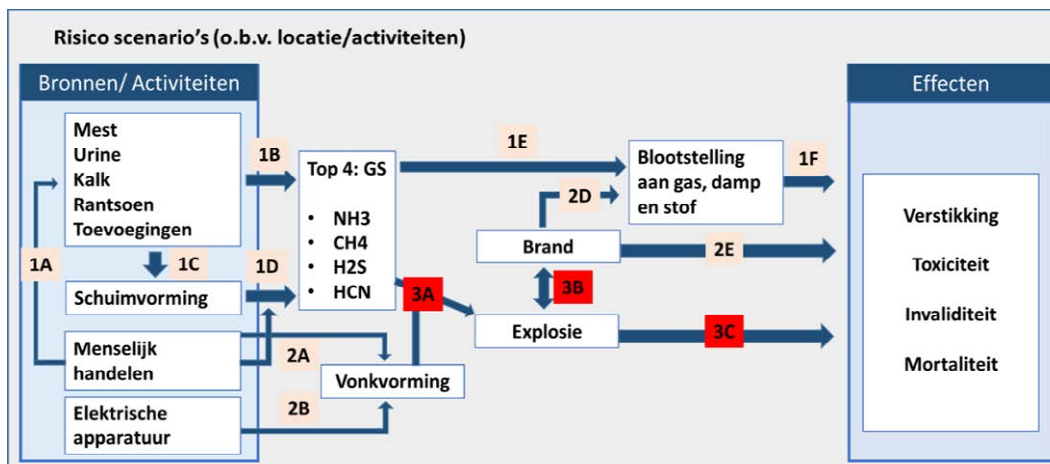 Risico scenario's (o.b.v. locatie/activiteiten)
Bronnen/ Activiteiten
Mest
Urine
Kalk
Rantsoen
Toevoegingen
1A
1B
1C
1D
Schuimvorming
Menselijk
handelen
Elektrische
apparatuur
2A
2B
Top 4: GS
• NH3
• CH4
• H2S
• HCN
Vonkvorming
3A
1E
Blootstelling
aan gas, damp
en stof
1F
2D
Brand
2E
3B
Explosie
3C
Effecten
Verstikking
Toxiciteit
Invaliditeit
Mortaliteit